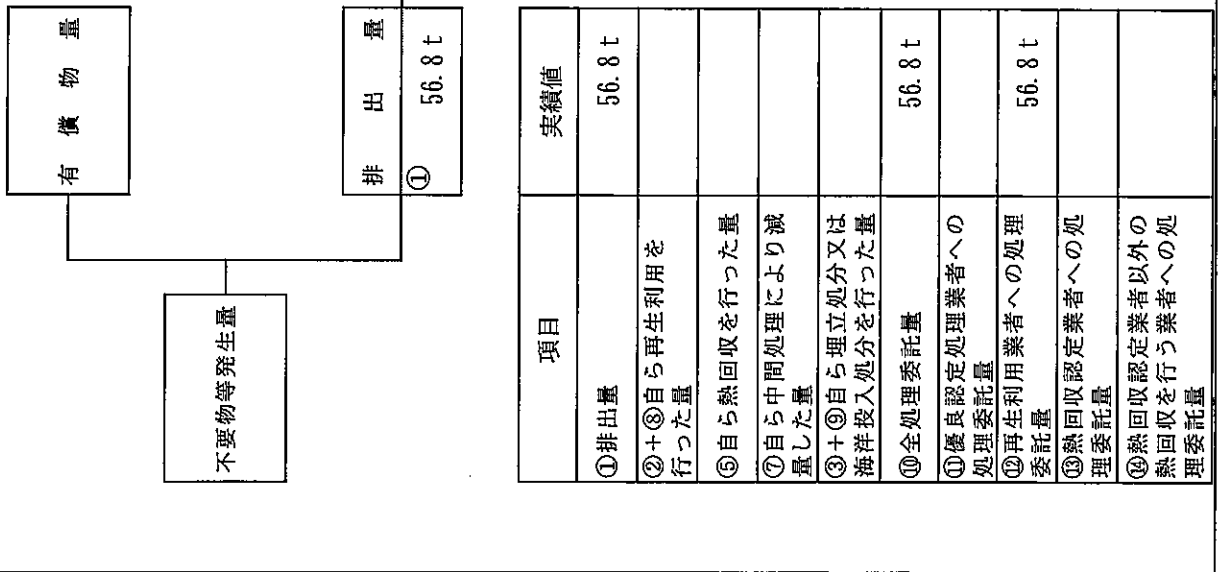 不要物等発生量
有償物量
排出量
① 56.8t
項目 実績値
①排出量 56.8t
②+⑧自ら再生利用を
行った量
⑤自ら熱回収を行った量
⑦自ら中間処理により減
量した量
③+⑨自ら埋立処分又は
海洋投入処分を行った量
⑩全処理委託量 56.8t
⑪優良認定処理業者への
処理委託量
⑫再生利用業者への処理
委託量 56.8t
⑬熱回収認定業者への処
理委託量
⑭熱回収認定業者以外の
熱回収を行う業者への処
理委託量